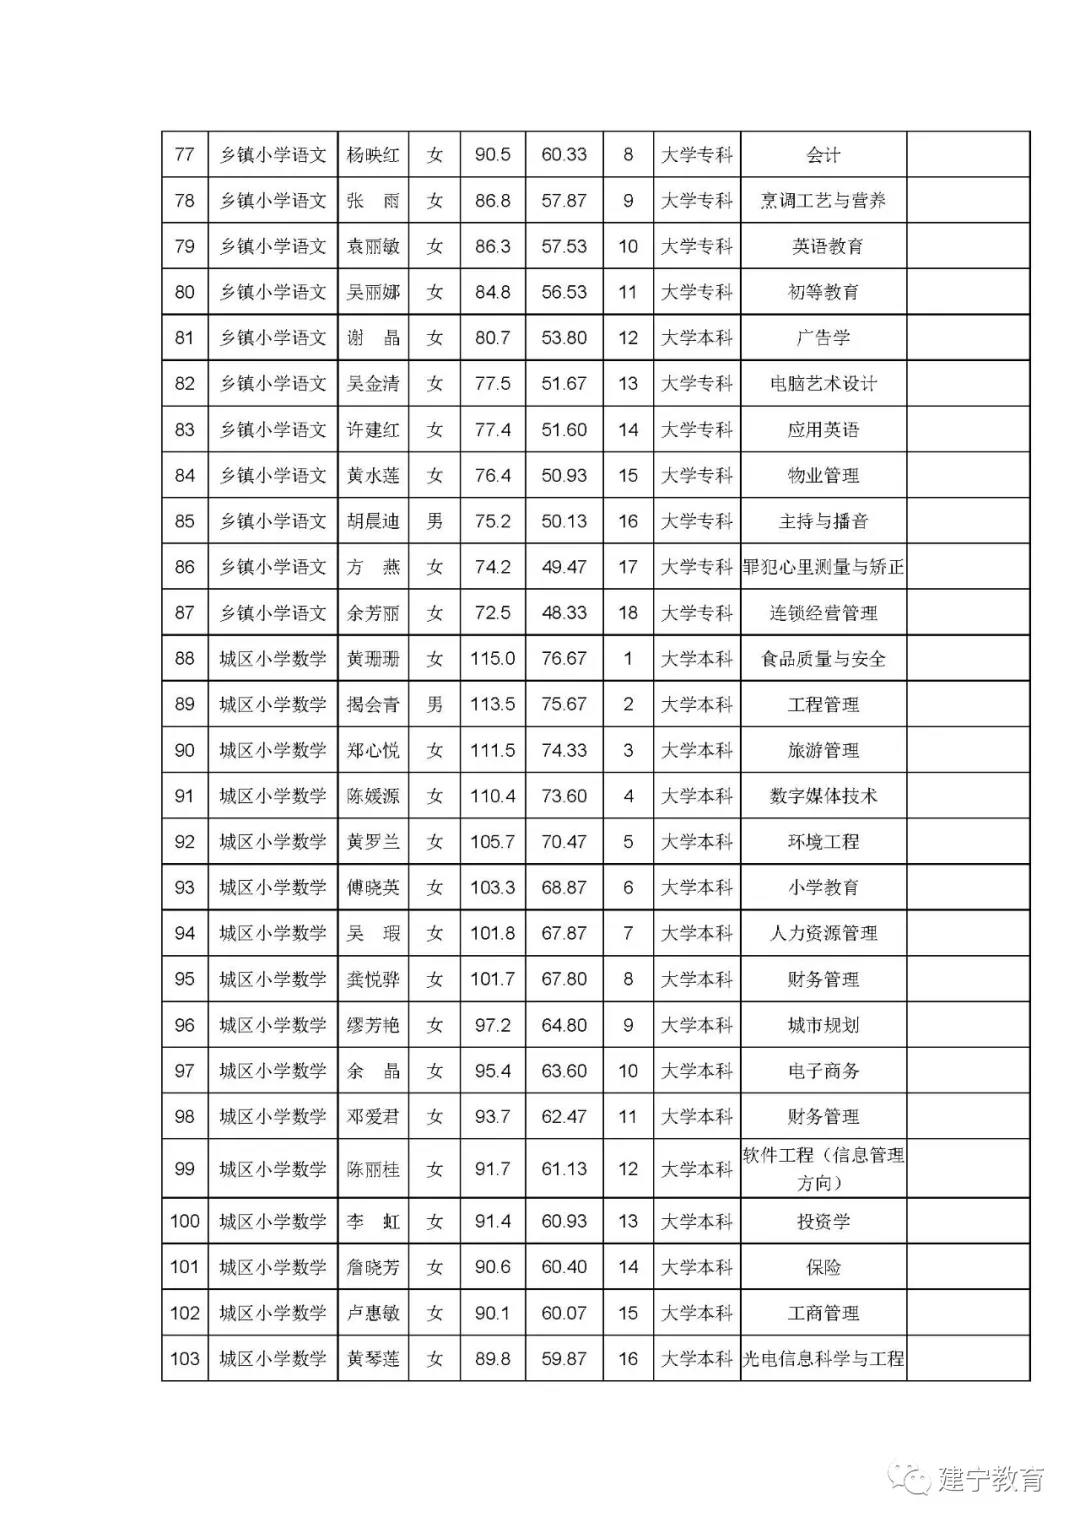 77 乡镇小学语文 杨映红 女 90.5 60.33 8 大学专科 会计
78 乡镇小学语文 张 雨 女 86.8 57.87 9 大学专科 烹调工艺与营养
79 乡镇小学语文 袁丽敏 女 86.3 57.53 10 大学专科 英语教育
80 乡镇小学语文 吴丽娜 女 84.8 56.53 11 大学专科 初等教育
81 乡镇小学语文 谢 晶 女 80.7 53.80 12 大学本科 广告学
82 乡镇小学语文 吴金清 女 77.5 51.67 13 大学专科 电脑艺术设计
83 乡镇小学语文 许建红 女 77.4 51.60 14 大学专科 应用英语
84 乡镇小学语文 黄水莲 女 76.4 50.93 15 大学专科 物业管理
85 乡镇小学语文 胡晨迪 男 75.2 50.13 16 大学专科 主持与播音
86 乡镇小学语文 方 燕 女 74.2 49.47 17 大学专科 罪犯心里测量与矫正
87 乡镇小学语文 余芳丽 女 72.5 48.33 18 大学专科 连锁经营管理
88 城区小学数学 黄珊珊 女 115.0 76.67 1 大学本科 食品质量与安全
89 城区小学数学 揭会青 男 113.5 75.67 2 大学本科 工程管理
90 城区小学数学 郑心悦 女 111.5 74.33 3 大学本科 旅游管理
91 城区小学数学 陈媛源 女 110.4 73.60 4 大学本科 数字媒体技术
92 城区小学数学 黄罗兰 女 105.7 70.47 5 大学本科 环境工程
93 城区小学数学 傅晓英 女 103.3 68.87 6 大学本科 小学教育
94 城区小学数学 吴 瑕 女 101.8 67.87 7 大学本科 人力资源管理
95 城区小学数学 龚悦骅 女 101.7 67.80 8 大学本科 财务管理
96 城区小学数学 缪芳艳 女 97.2 64.80 9 大学本科 城市规划
97 城区小学数学 余 晶 女 95.4 63.60 10 大学本科 电子商务
98 城区小学数学 邓爱君 女 93.7 62.47 11 大学本科 财务管理
99 城区小学数学 陈丽桂 女 91.7 61.13 12 大学本科 软件工程（信息管理
方向）
100 城区小学数学 李 虹 女 91.4 60.93 13 大学本科 投资学
101 城区小学数学 詹晓芳 女 90.6 60.40 14 大学本科 保险
102 城区小学数学 卢惠敏 女 90.1 60.07 15 大学本科 工商管理
103 城区小学数学 黄琴莲 女 89.8 59.87 16 大学本科 光电信息科学与工程
建宁教育